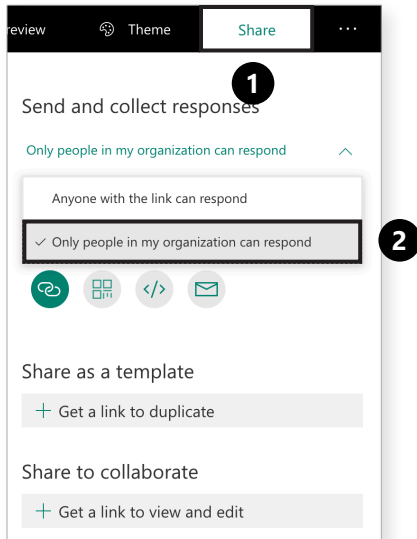 review Theme Share ...
1
Send and collect responses
Only people in my organization can respond
Anyone with the link can respond
Only people in my organization can respond
2
</>
Share as a template
+ Get a link to duplicate
Share to collaborate
+ Get a link to view and edit